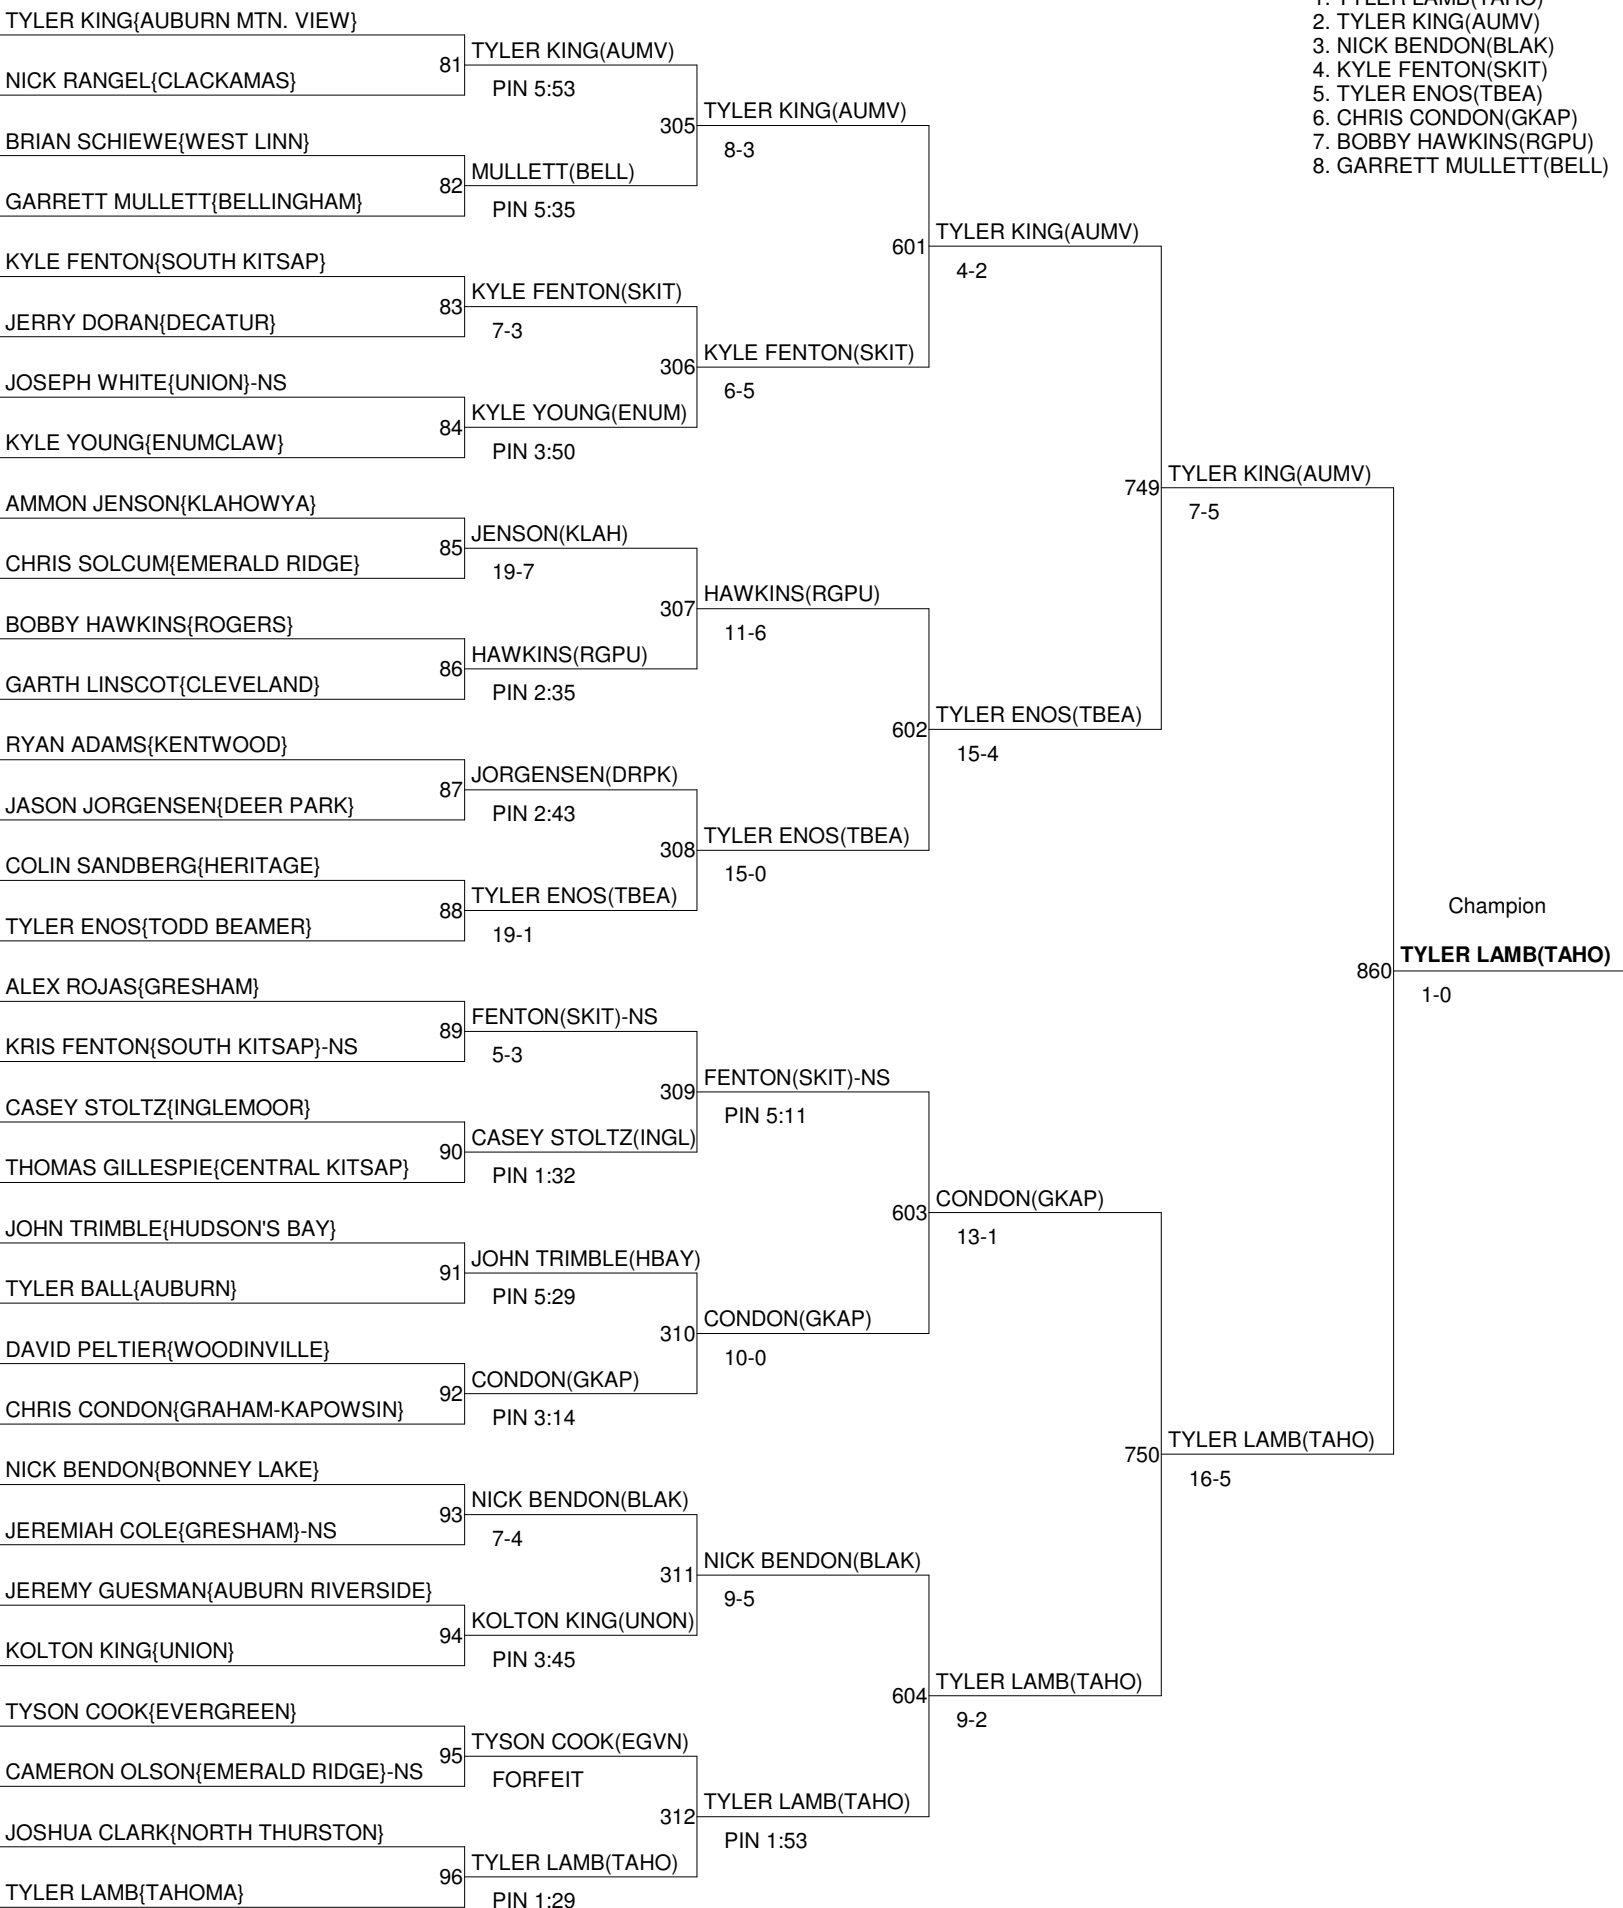 1. TYLER LAMB(TAHO)
2. TYLER KING(AUMV)
3. NICK BENDON(BLAK)
4. KYLE FENTON(SKIT)
5. TYLER ENOS(TBEA)
6. CHRIS CONDON(GKAP)
7. BOBBY HAWKINS(RGPU)
8. GARRETT MULLETT(BELL)
TYLER KING{AUBURN MTN. VIEW}
NICK RANGEL{CLACKAMAS}
BRIAN SCHIEWE{WEST LINN}
GARRETT MULLETT{BELLINGHAM}
KYLE FENTON{SOUTH KITSAP}
JERRY DORAN{DECATUR}
JOSEPH WHITE{UNION}-NS
KYLE YOUNG{ENUMCLAW}
AMMON JENSON{KLAHOWYA}
CHRIS SOLCUM{EMERALD RIDGE}
BOBBY HAWKINS{ROGERS}
GARTH LINSCOT{CLEVELAND}
RYAN ADAMS{KENTWOOD}
JASON JORGENSEN{DEER PARK}
COLIN SANDBERG{HERITAGE}
TYLER ENOS{TODD BEAMER}
ALEX ROJAS{GRESHAM}
KRIS FENTON{SOUTH KITSAP}-NS
CASEY STOLTZ{INGLEMOOR}
THOMAS GILLESPIE{CENTRAL KITSAP}
JOHN TRIMBLE{HUDSON'S BAY}
TYLER BALL{AUBURN}
DAVID PELTIER{WOODINVILLE}
CHRIS CONDON{GRAHAM-KAPOWSIN}
NICK BENDON{BONNEY LAKE}
JEREMIAH COLE{GRESHAM}-NS
JEREMY GUESMAN{AUBURN RIVERSIDE}
KOLTON KING{UNION}
TYSON COOK{EVERGREEN}
CAMERON OLSON{EMERALD RIDGE}-NS
JOSHUA CLARK{NORTH THURSTON}
TYLER LAMB{TAHOMA}
81 TYLER KING(AUMV)
PIN 5:53
82 MULLETT(BELL)
PIN 5:35
83 KYLE FENTON(SKIT)
7-3
84 KYLE YOUNG(ENUM)
PIN 3:50
85 JENSON(KLAH)
19-7
86 HAWKINS(RGPU)
PIN 2:35
87 JORGENSEN(DRPK)
PIN 2:43
88 TYLER ENOS(TBEA)
19-1
89 FENTON(SKIT)-NS
5-3
90 CASEY STOLTZ(INGL)
PIN 1:32
91 JOHN TRIMBLE(HBAY)
PIN 5:29
92 CONDON(GKAP)
PIN 3:14
93 NICK BENDON(BLAK)
7-4
94 KOLTON KING(UNON)
PIN 3:45
95 TYSON COOK(EGVN)
FORFEIT
96 TYLER LAMB(TAHO)
PIN 1:29
305 TYLER KING(AUMV)
8-3
306 KYLE FENTON(SKIT)
6-5
307 HAWKINS(RGPU)
11-6
308 TYLER ENOS(TBEA)
15-0
309 FENTON(SKIT)-NS
PIN 5:11
310 CONDON(GKAP)
10-0
311 NICK BENDON(BLAK)
9-5
312 TYLER LAMB(TAHO)
PIN 1:53
601 TYLER KING(AUMV)
4-2
602 TYLER ENOS(TBEA)
15-4
603 CONDON(GKAP)
13-1
604 TYLER LAMB(TAHO)
9-2
749 TYLER KING(AUMV)
7-5
750 TYLER LAMB(TAHO)
16-5
Champion
860 TYLER LAMB(TAHO)
1-0